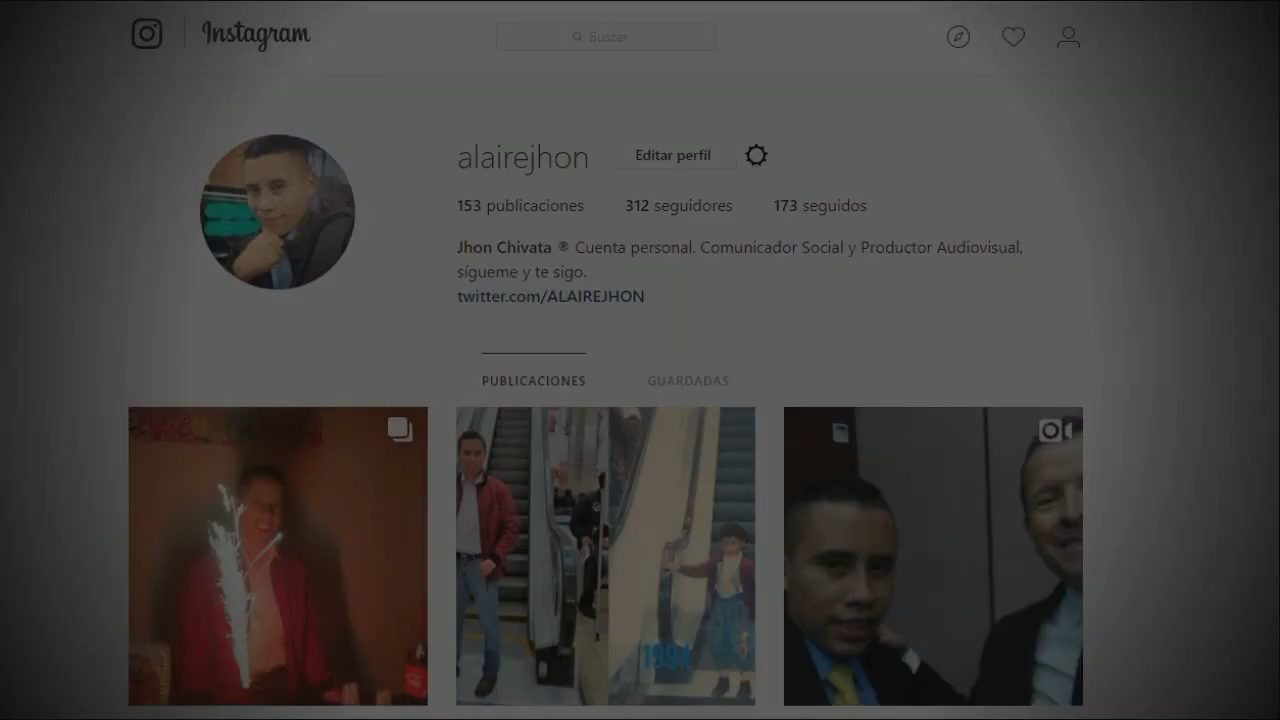 Instagram
Buscar
alairejhon Editar perfil
153 publicaciones 312 seguidores 173 seguidos
Jhon Chivata ® Cuenta personal. Comunicador Social y Productor Audiovisual,
sígueme y te sigo.
twitter.com/ALAIREJHON
PUBLICACIONES GUARDADAS
1994